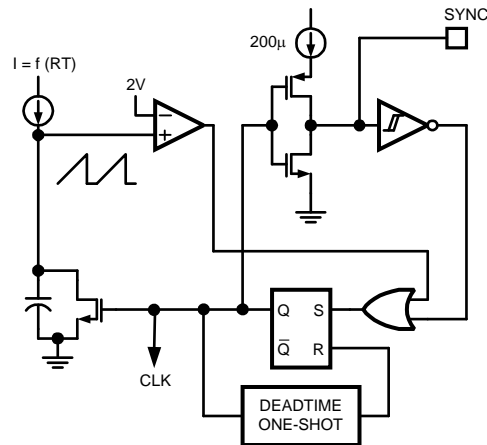 SYNC
200μ
I = f (RT)
2V
−
+
Q
S
Q̅
R
CLK
DEADTIME
ONE-SHOT